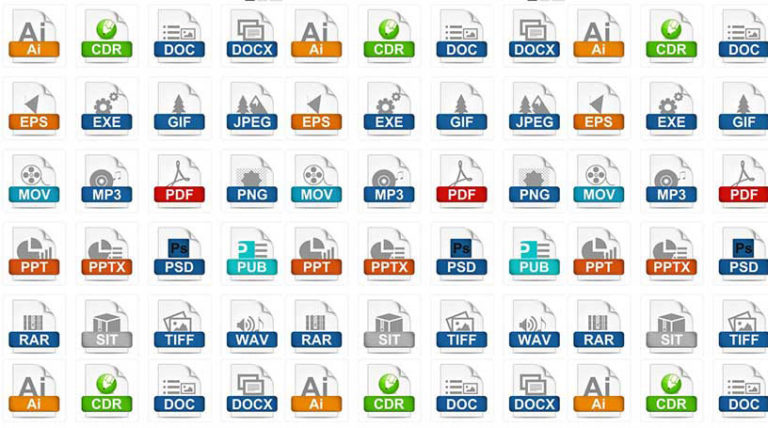 Ai CDR DOC DOCX Ai CDR DOC DOCX Ai CDR DOC
EPS EXE GIF JPEG EPS EXE GIF JPEG EPS EXE GIF
MOV MP3 PDF PNG MOV MP3 PDF PNG MOV MP3 PDF
Ps P Ps P Ps
PPT PPTX PSD PUB PPT PPTX PSD PUB PPT PPTX PSD
RAR SIT TIFF WAV RAR SIT TIFF WAV RAR SIT TIFF
Ai Ai Ai
Ai CDR DOC DOCX Ai CDR DOC DOCX Ai CDR DOC